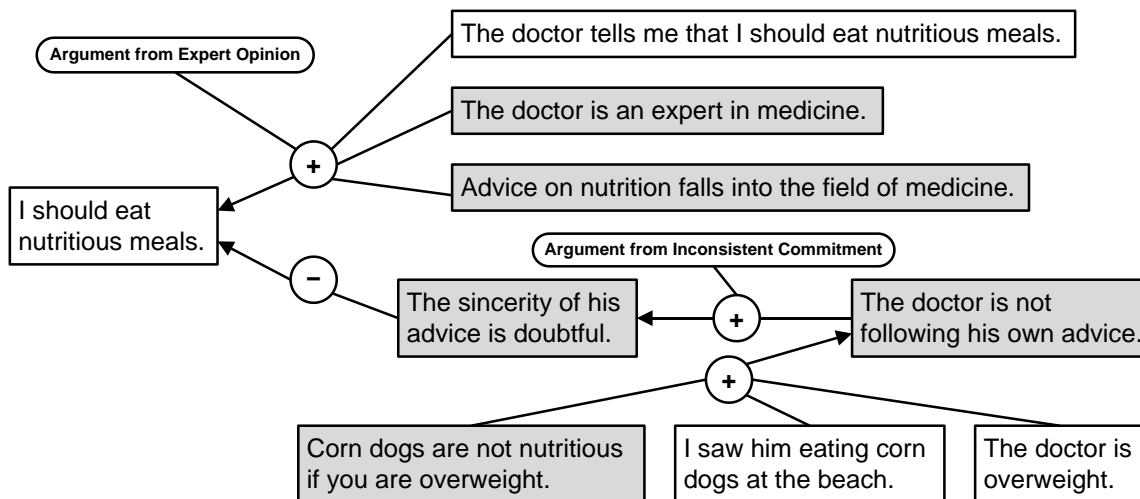 The doctor tells me that I should eat nutritious meals.
Argument from Expert Opinion
The doctor is an expert in medicine.
+
Advice on nutrition falls into the field of medicine.
I should eat
nutritious meals.
Argument from Inconsistent Commitment
−
The sincerity of his
advice is doubtful.
+
The doctor is not
following his own advice.
+
Corn dogs are not nutritious
if you are overweight.
I saw him eating corn
dogs at the beach.
The doctor is
overweight.